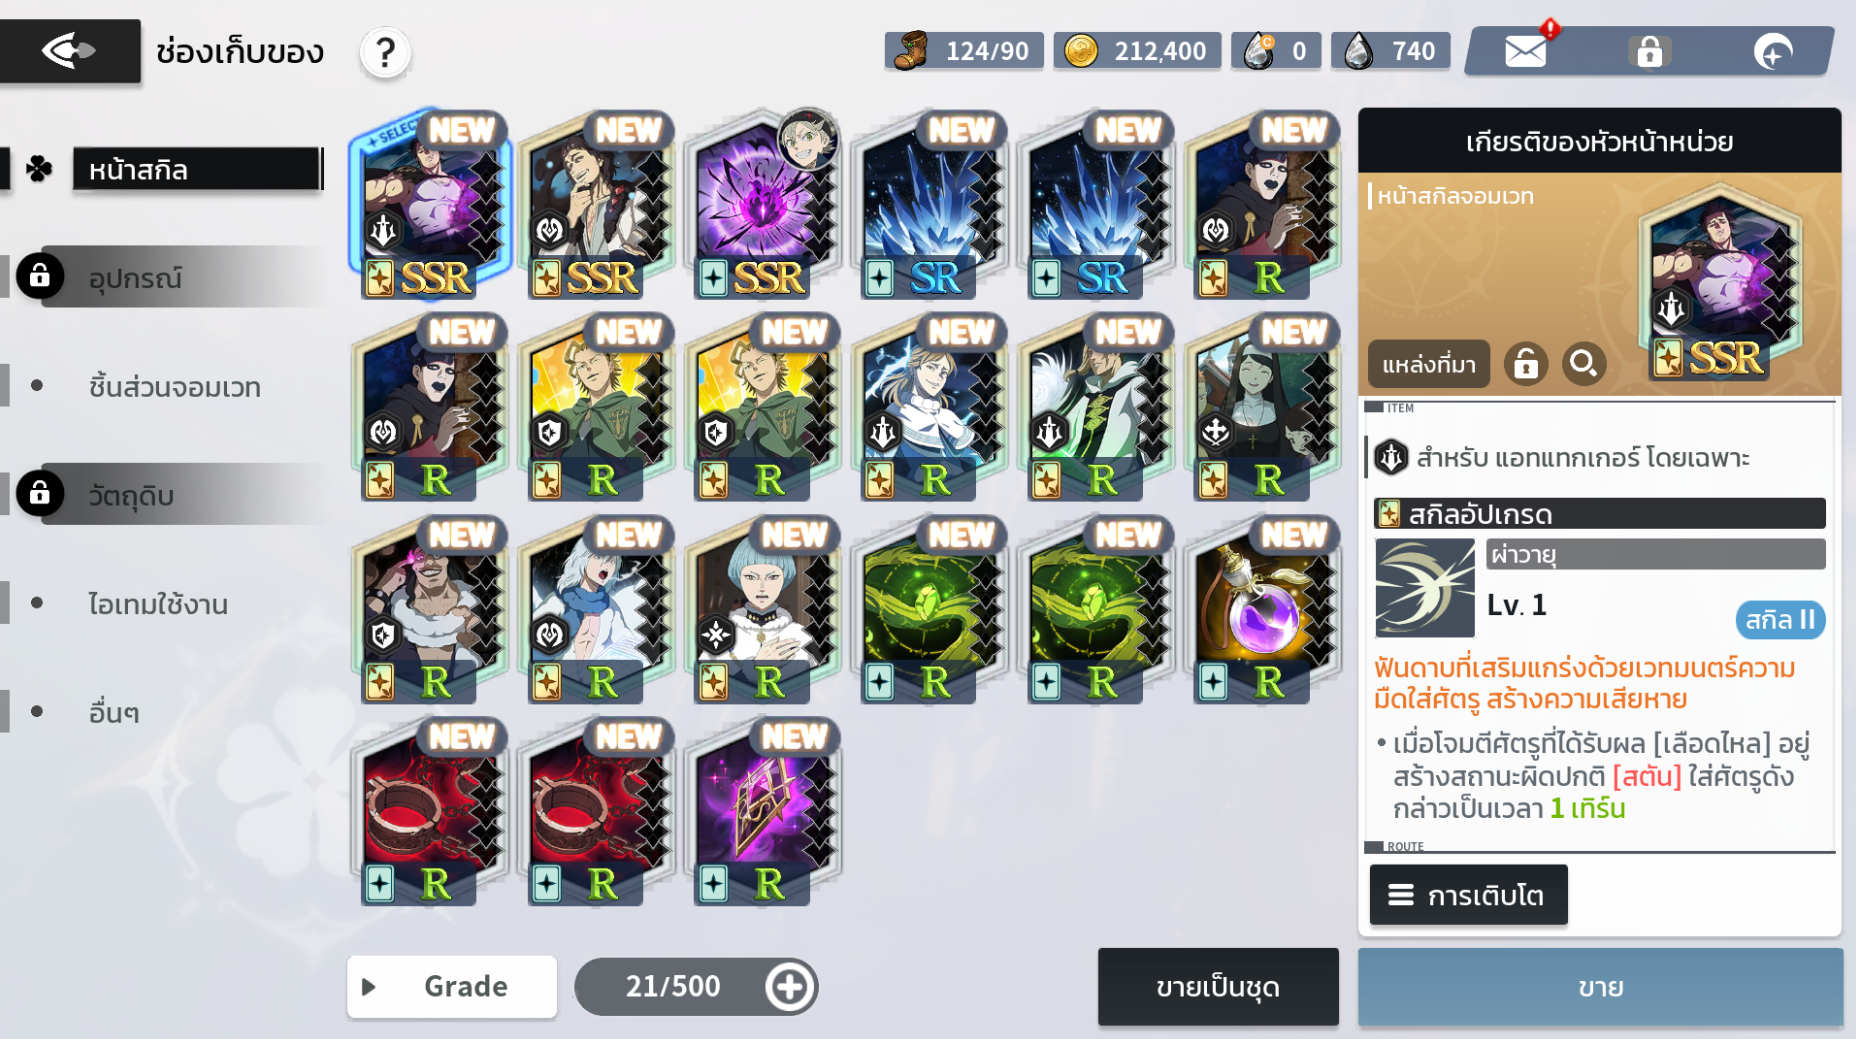 ช่องเก็บของ
?
124/90
212,400
0
740
หน้าสกิล
อุปกรณ์
ชิ้นส่วนจอมเวท
วัตถุดิบ
ไอเทมใช้งาน
อื่นๆ
NEW NEW NEW NEW NEW
SELECT
SSR SSR SSR SR SR R
NEW NEW NEW NEW NEW NEW
R R R R R R
NEW NEW NEW NEW NEW NEW
R R R R R R
NEW NEW NEW
R R R
Grade
21/500
ขายเป็นชุด
ขาย
เกียรติของหัวหน้าหน่วย
หน้าสกิลจอมเวท
SSR
แหล่งที่มา
ITEM
สำหรับ แอทแทกเกอร์ โดยเฉพาะ
สกิลอัปเกรด
ผ่าวายุ
Lv. 1
สกิล II
ฟันดาบที่เสริมแกร่งด้วยเวทมนตร์ความ
มืดใส่ศัตรู สร้างความเสียหาย
• เมื่อโจมตีศัตรูที่ได้รับผล [เลือดไหล] อยู่
สร้างสถานะผิดปกติ [สตัน] ใส่ศัตรูดัง
กล่าวเป็นเวลา 1 เทิร์น
ROUTE
การเติบโต